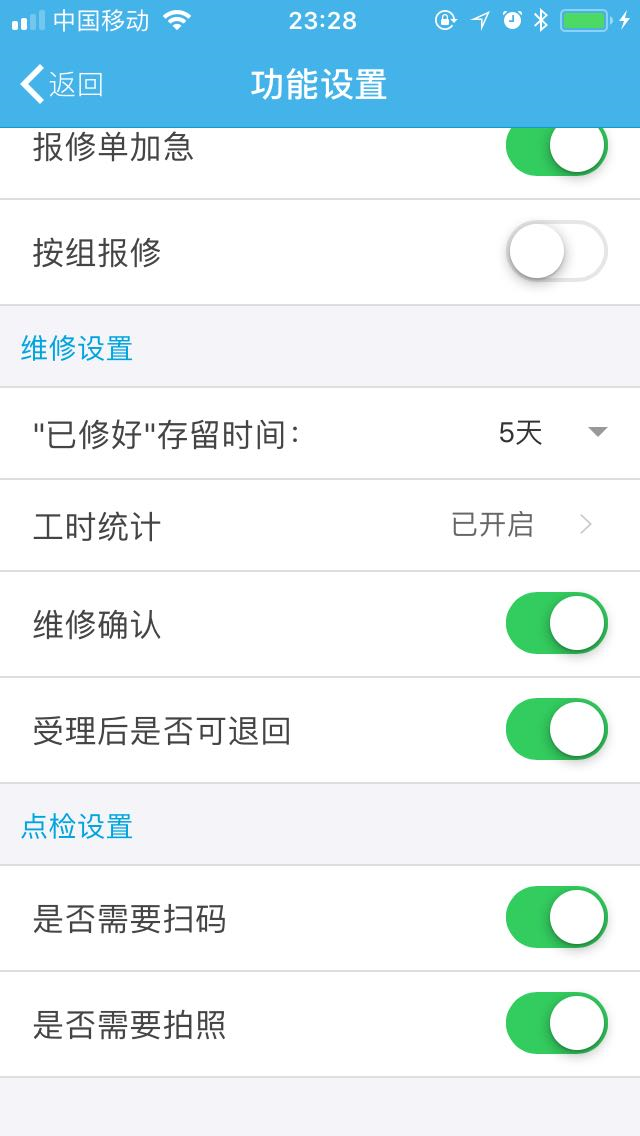 中国移动 23:28
返回 功能设置
报修单加急
按组报修
维修设置
"已修好"存留时间： 5天
工时统计 已开启
维修确认
受理后是否可退回
点检设置
是否需要扫码
是否需要拍照